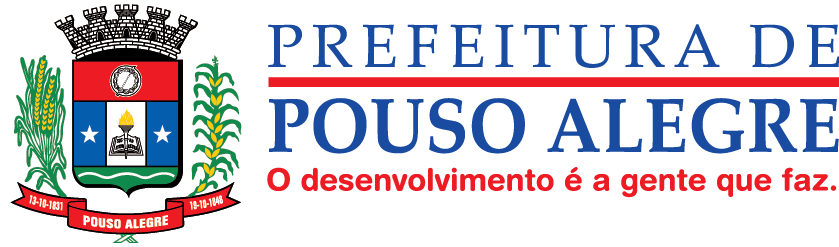 PREFEITURA DE
POUSO ALEGRE
O desenvolvimento é a gente que faz.
13-10-1831
POUSO ALEGRE
19-10-1848